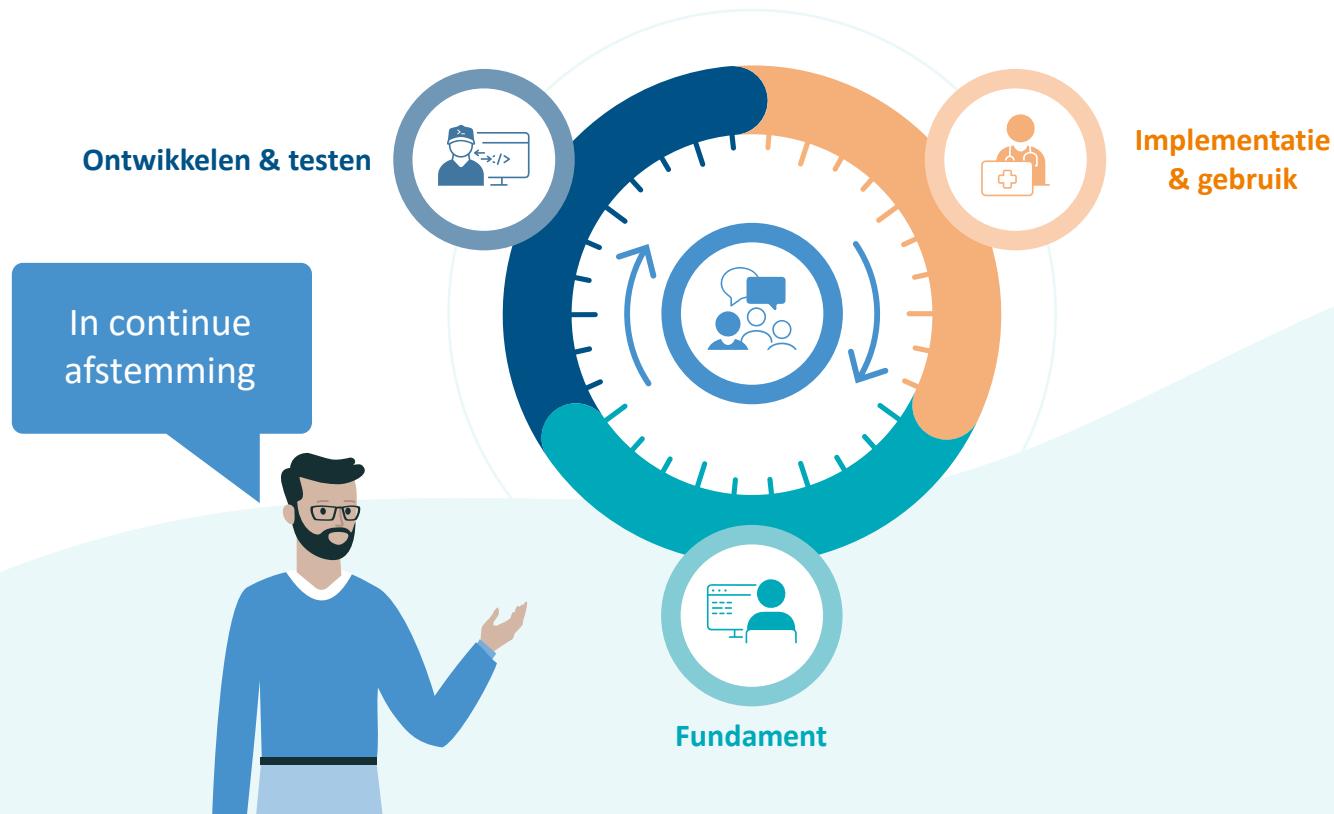 Ontwikkelen & testen
Implementatie
& gebruik
In continue
afstemming
>_
:/>
Fundament